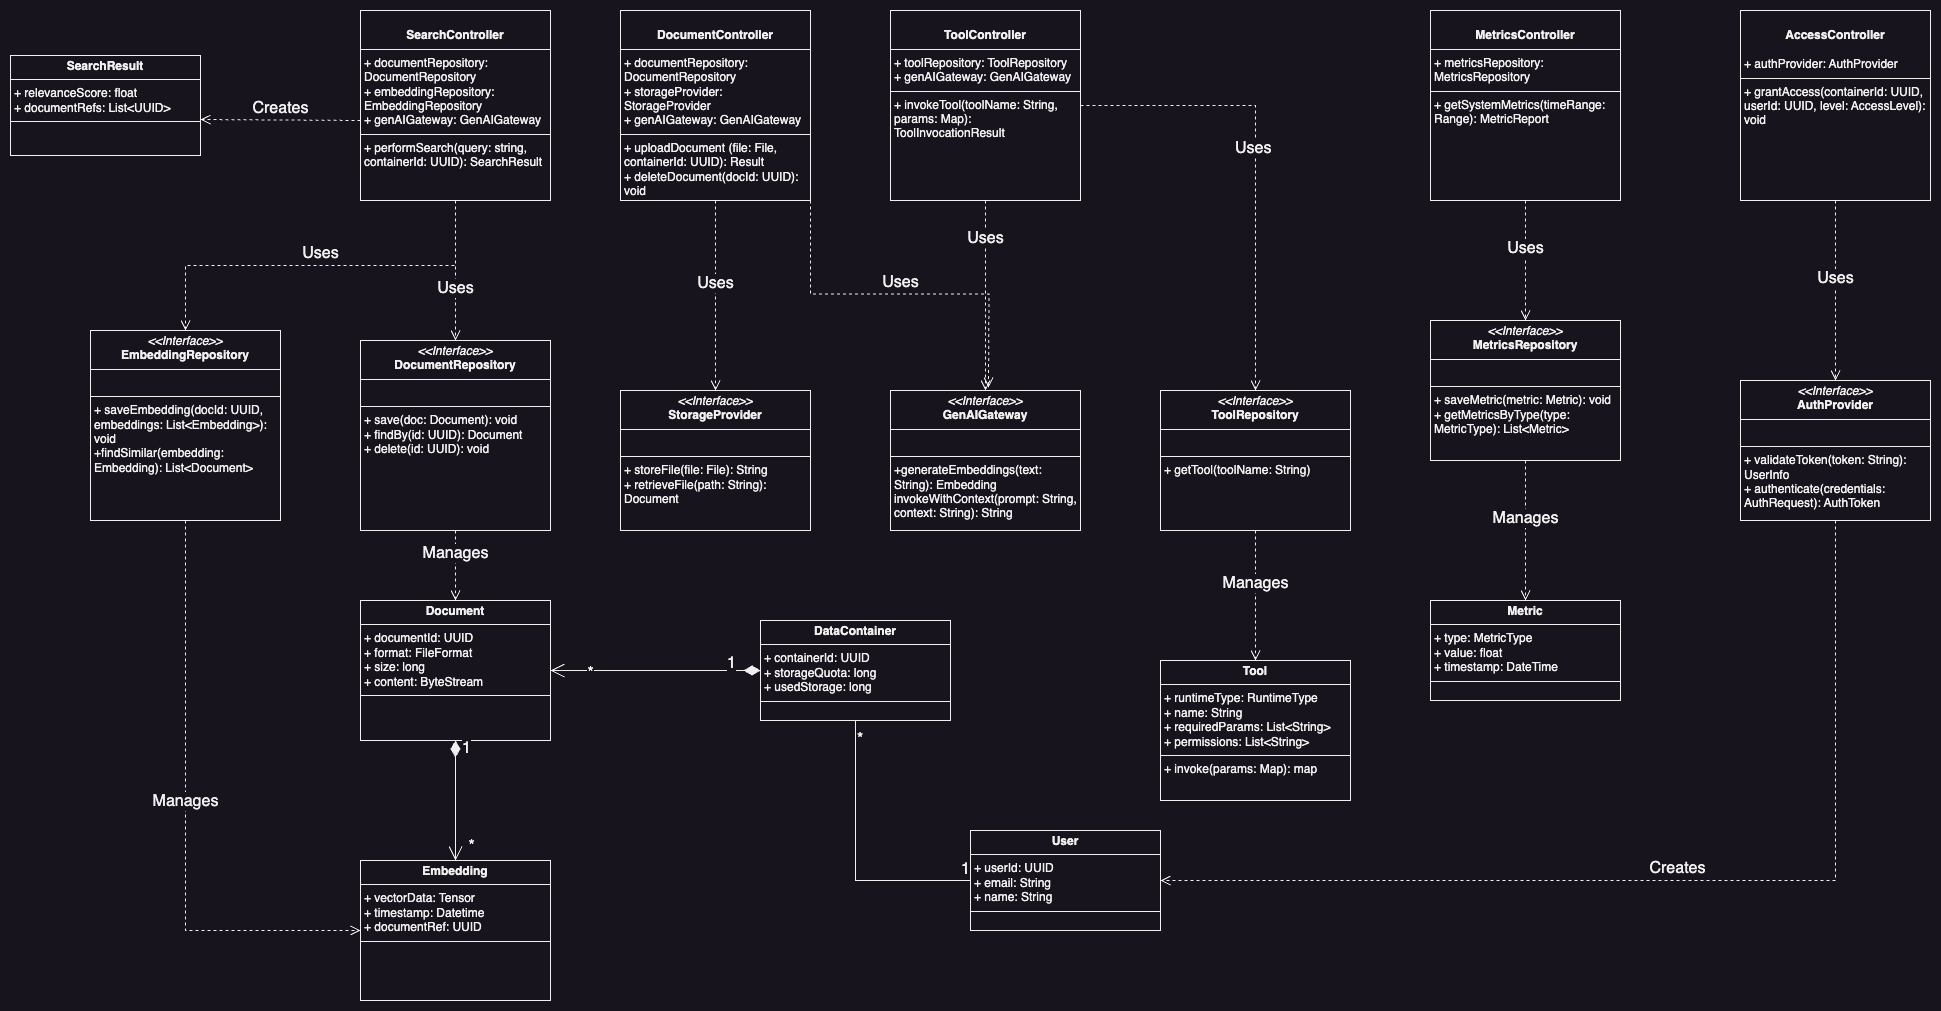 SearchResult
+ relevanceScore: float
+ documentRefs: List<UUID>
Creates
SearchController
+ documentRepository:
DocumentRepository
+ embeddingRepository:
EmbeddingRepository
+ genAIGateway: GenAIGateway
+ performSearch(query: string,
containerId: UUID): SearchResult
DocumentController
+ documentRepository:
DocumentRepository
+ storageProvider:
StorageProvider
+ genAIGateway: GenAIGateway
+ uploadDocument (file: File,
containerId: UUID): Result
+ deleteDocument(docId: UUID):
void
ToolController
+ toolRepository: ToolRepository
+ genAIGateway: GenAIGateway
+ invokeTool(toolName: String,
params: Map):
ToolInvocationResult
MetricsController
+ metricsRepository:
MetricsRepository
+ getSystemMetrics(timeRange:
Range): MetricReport
AccessController
+ authProvider: AuthProvider
+ grantAccess(containerId: UUID,
userId: UUID, level: AccessLevel):
void
Uses
Uses
Uses
Uses
Uses
Uses
Uses
Uses
<<Interface>>
EmbeddingRepository
+ saveEmbedding(docId: UUID,
embeddings: List<Embedding>):
void
+findSimilar(embedding:
Embedding): List<Document>
<<Interface>>
DocumentRepository
+ save(doc: Document): void
+ findBy(id: UUID): Document
+ delete(id: UUID): void
<<Interface>>
StorageProvider
+ storeFile(file: File): String
+ retrieveFile(path: String):
Document
<<Interface>>
GenAIGateway
+generateEmbeddings(text:
String): Embedding
invokeWithContext(prompt: String,
context: String): String
<<Interface>>
ToolRepository
+ getTool(toolName: String)
<<Interface>>
MetricsRepository
+ saveMetric(metric: Metric): void
+ getMetricsByType(type:
MetricType): List<Metric>
<<Interface>>
AuthProvider
+ validateToken(token: String):
UserInfo
+ authenticate(credentials:
AuthRequest): AuthToken
Manages
Manages
Manages
Manages
Document
+ documentId: UUID
+ format: FileFormat
+ size: long
+ content: ByteStream
*
1
DataContainer
+ containerId: UUID
+ storageQuota: long
+ usedStorage: long
*
Tool
+ runtimeType: RuntimeType
+ name: String
+ requiredParams: List<String>
+ permissions: List<String>
+ invoke(params: Map): map
Metric
+ type: MetricType
+ value: float
+ timestamp: DateTime
1
*
Embedding
+ vectorData: Tensor
+ timestamp: Datetime
+ documentRef: UUID
1
User
+ userId: UUID
+ email: String
+ name: String
Creates